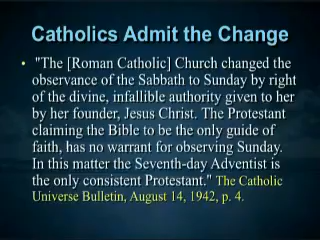 Catholics Admit the Change
• "The [Roman Catholic] Church changed the
observance of the Sabbath to Sunday by right
of the divine, infallible authority given to her
by her founder, Jesus Christ. The Protestant
claiming the Bible to be the only guide of
faith, has no warrant for observing Sunday.
In this matter the Seventh-day Adventist is
the only consistent Protestant." The Catholic
Universe Bulletin, August 14, 1942, p. 4.